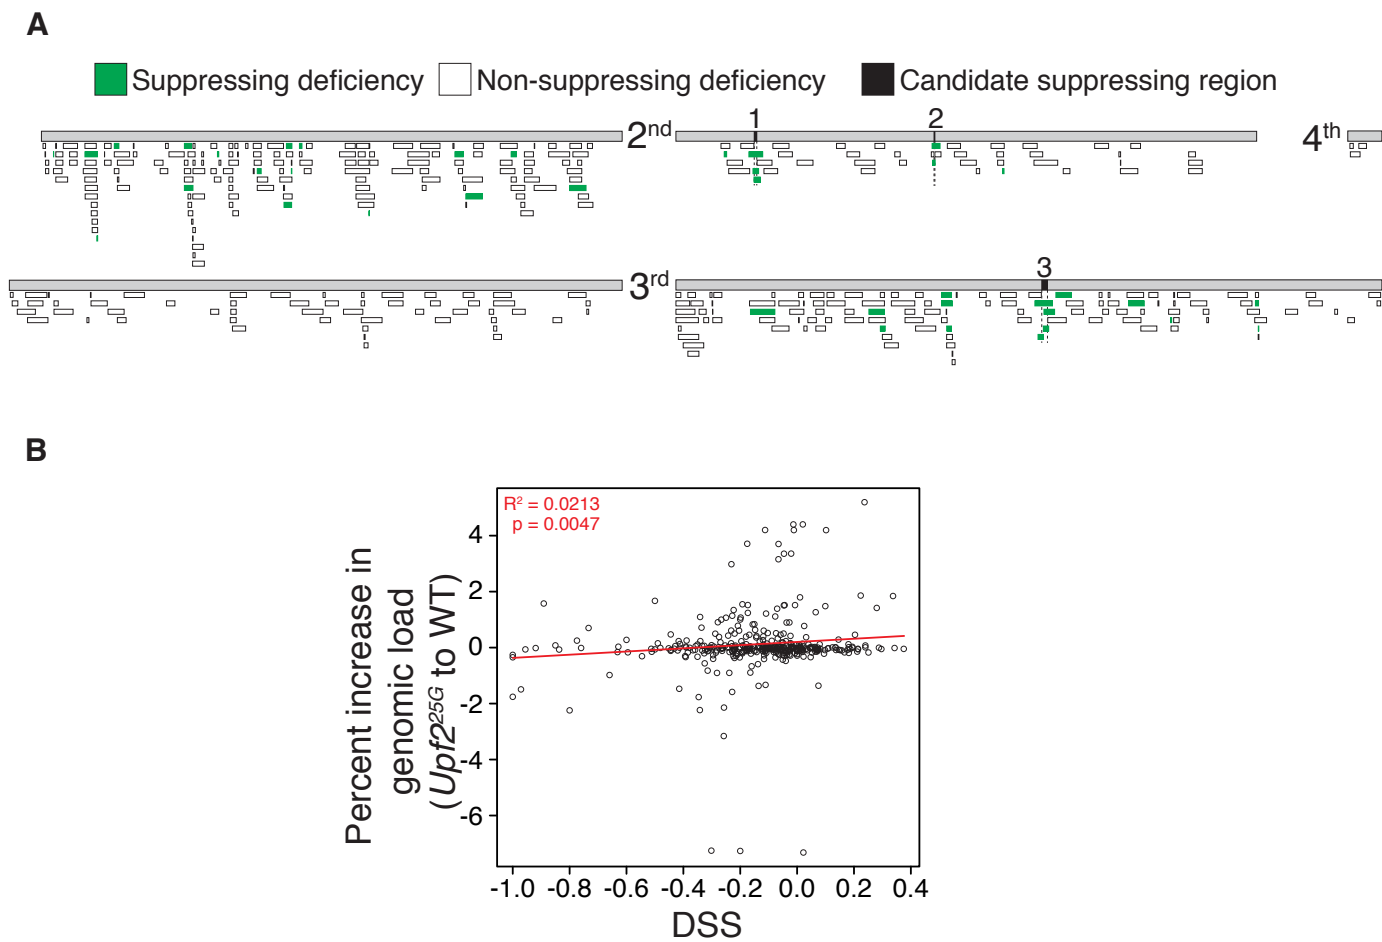 A
Suppressing deficiency Non-suppressing deficiency Candidate suppressing region
1 2
2nd 4th
3
3rd
B
R² = 0.0213
p = 0.0047
Percent increase in
genomic load
(Upf2²⁵ᴳ to WT)
4
2
0
-2
-4
-6
-1.0 -0.8 -0.6 -0.4 -0.2 0.0 0.2 0.4
DSS